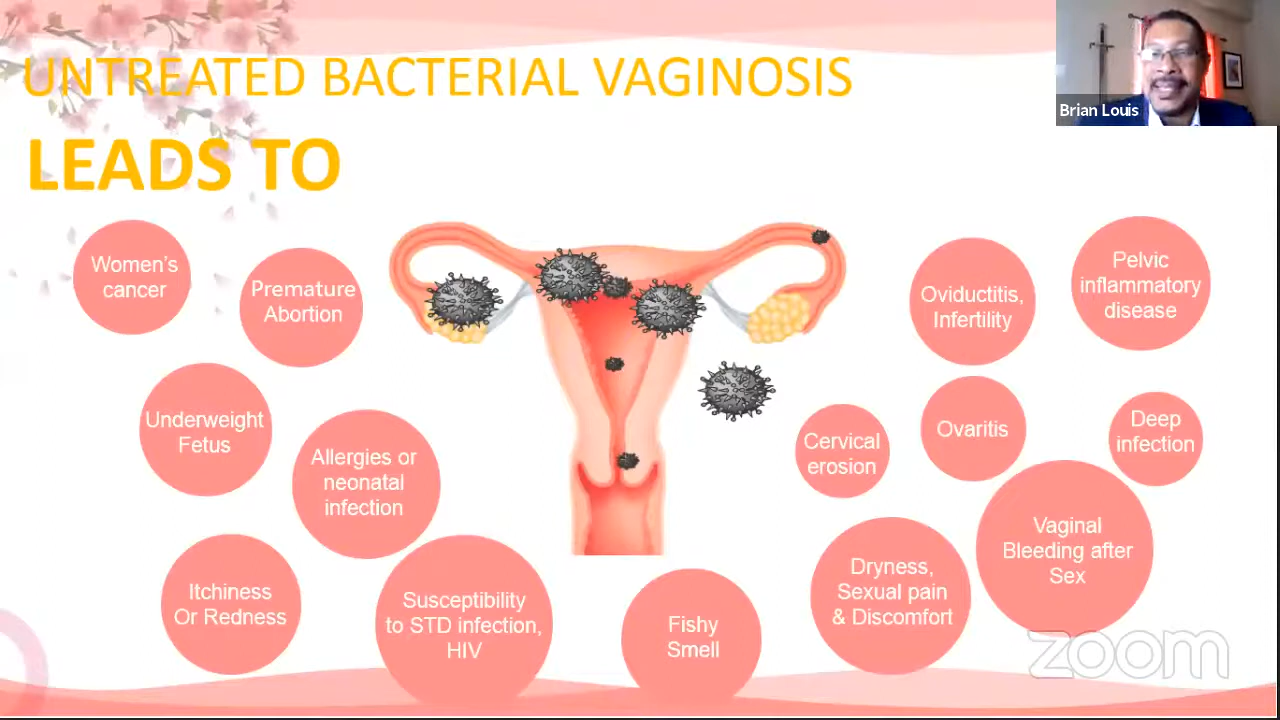 UNTREATED BACTERIAL VAGINOSIS
LEADS TO
Brian Louis
Women's
cancer
Premature
Abortion
Underweight
Fetus
Allergies or
neonatal
infection
Itchiness
Or Redness
Susceptibility
to STD infection,
HIV
Fishy
Smell
Oviductitis,
Infertility
Pelvic
inflammatory
disease
Cervical
erosion
Ovaritis
Deep
infection
Dryness,
Sexual pain
& Discomfort
Vaginal
Bleeding after
Sex
zoom